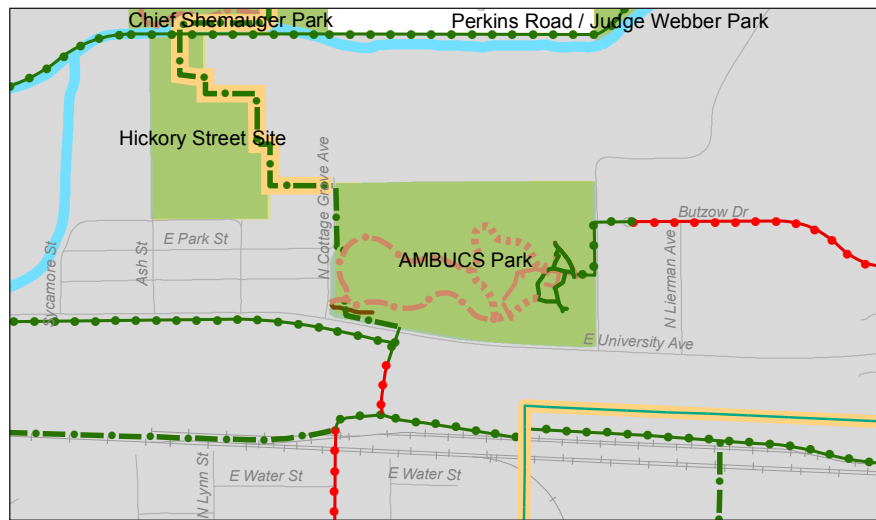 Chief Shemauger Park
Perkins Road / Judge Webber Park
Hickory Street Site
N Cottage Grove Ave
Butzow Dr
E Park St
Sycamore St
Ash St
AMBUCS Park
N Lierman Ave
E University Ave
N Lynn St
E Water St
E Water St